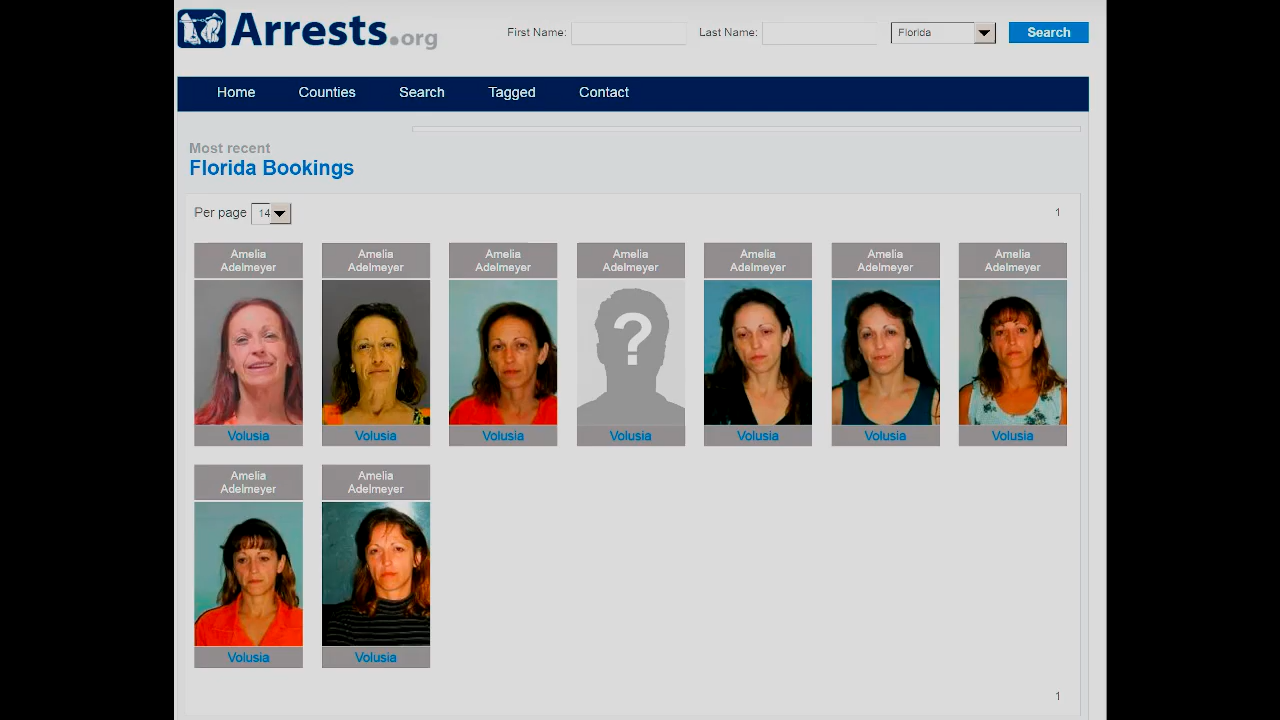 Arrests.org
First Name:
Last Name:
Florida
Search
Home Counties Search Tagged Contact
Most recent
Florida Bookings
Per page 14
1
Amelia
Adelmeyer
Volusia
Amelia
Adelmeyer
Volusia
Amelia
Adelmeyer
Volusia
Amelia
Adelmeyer
?
Volusia
Amelia
Adelmeyer
Volusia
Amelia
Adelmeyer
Volusia
Amelia
Adelmeyer
Volusia
Amelia
Adelmeyer
Volusia
Amelia
Adelmeyer
Volusia
1